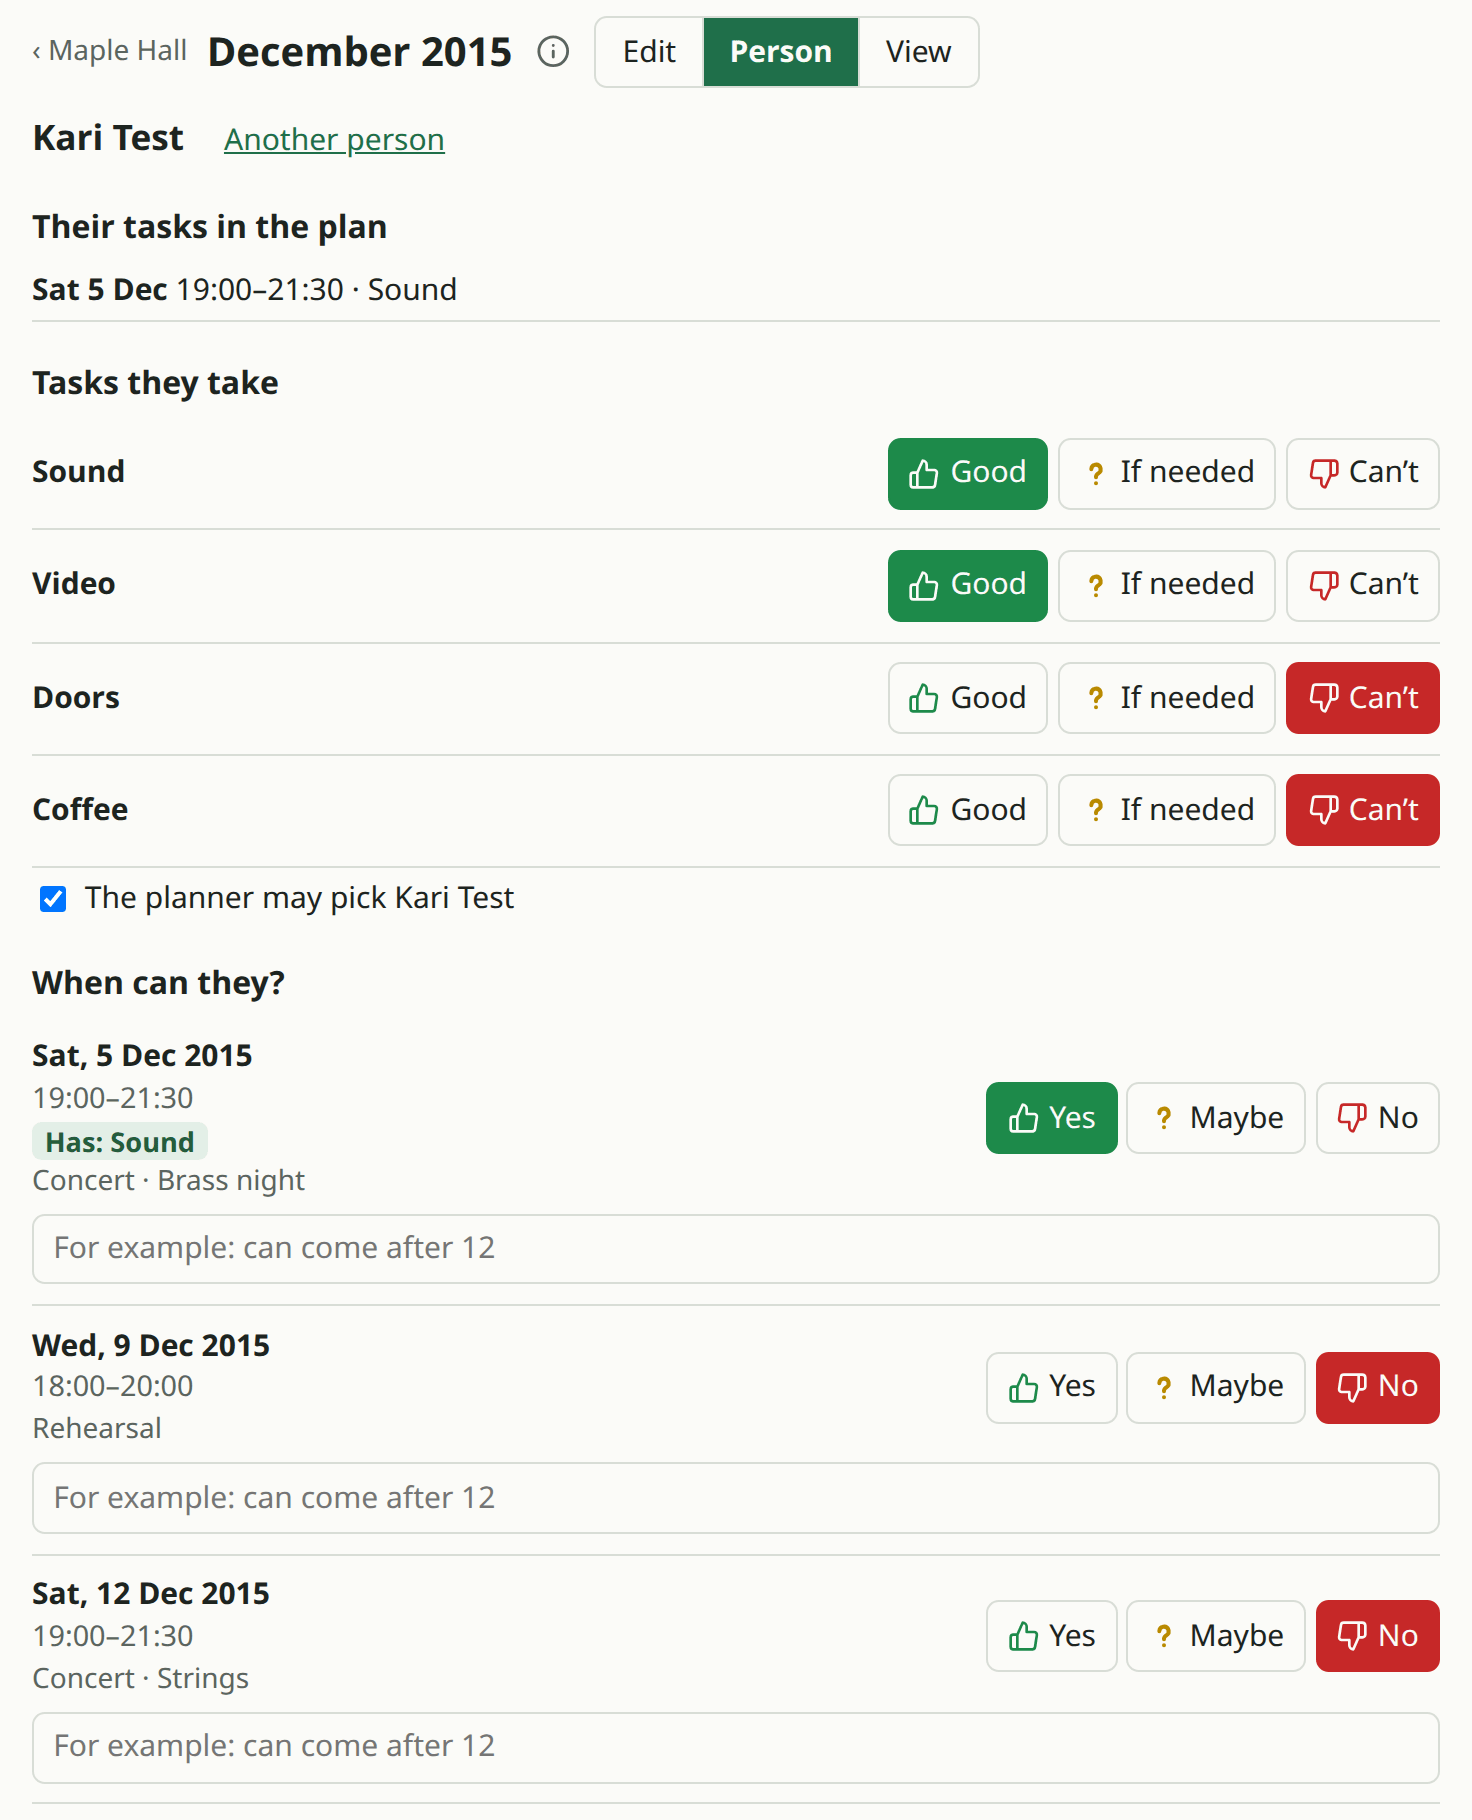 ‹ Maple Hall December 2015 Edit Person View
Kari Test Another person
Their tasks in the plan
Sat 5 Dec 19:00–21:30 · Sound
Tasks they take
Sound Good ? If needed Can’t
Video Good ? If needed Can’t
Doors Good ? If needed Can’t
Coffee Good ? If needed Can’t
The planner may pick Kari Test
When can they?
Sat, 5 Dec 2015
19:00–21:30
Yes ? Maybe No
Has: Sound
Concert · Brass night
For example: can come after 12
Wed, 9 Dec 2015
18:00–20:00
Yes ? Maybe No
Rehearsal
For example: can come after 12
Sat, 12 Dec 2015
19:00–21:30
Yes ? Maybe No
Concert · Strings
For example: can come after 12